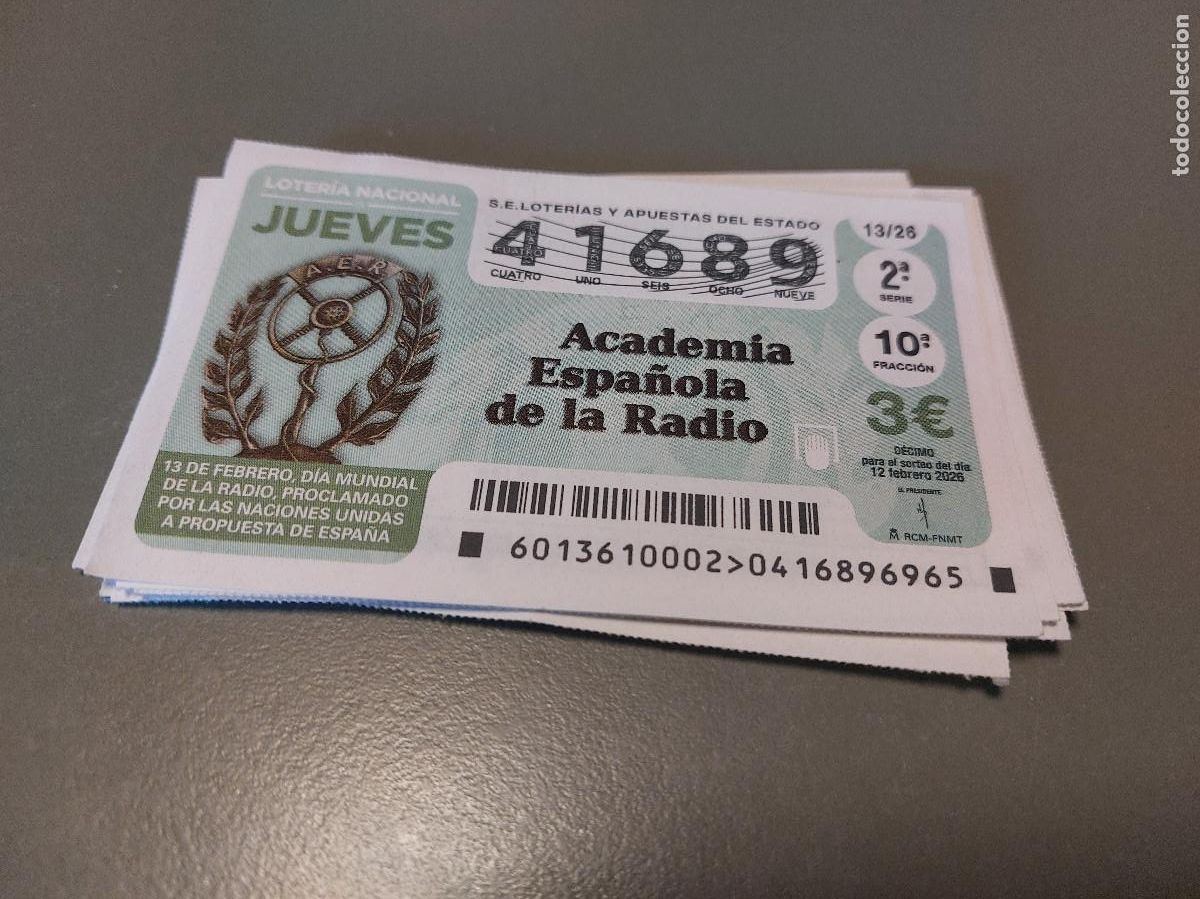 LOTERÍA NACIONAL
JUEVES
A.E.R.
13 DE FEBRERO, DÍA MUNDIAL
DE LA RADIO, PROCLAMADO
POR LAS NACIONES UNIDAS
A PROPUESTA DE ESPAÑA
S.E.LOTERÍAS Y APUESTAS DEL ESTADO
41689
CUATRO UNO SEIS OCHO NUEVE
Academia
Española
de la Radio
13/26
2ª
SERIE
10ª
FRACCIÓN
3€
DÉCIMO
para el sorteo del día
12 febrero 2026
EL PRESIDENTE
RCM-FNMT
6013610002>0416896965
todocoleccion